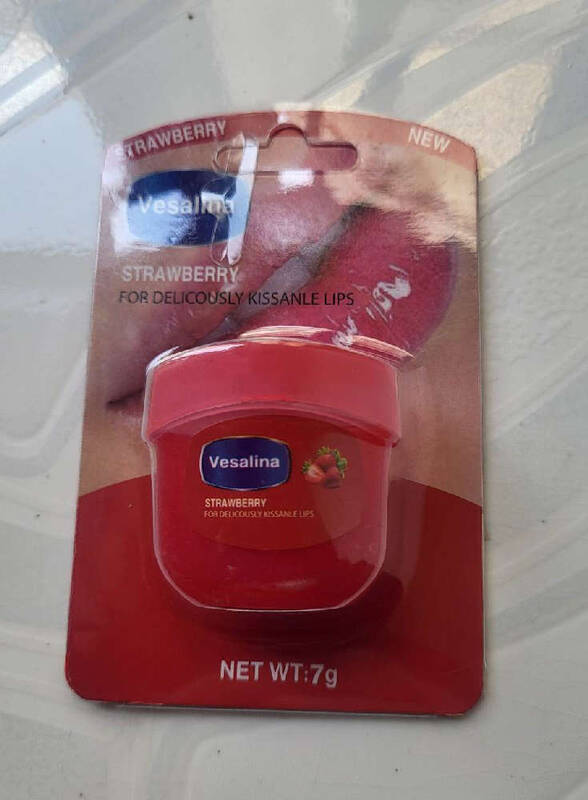 STRAWBERRY
NEW
Vesalina
STRAWBERRY
FOR DELICOUSLY KISSANLE LIPS
Vesalina
STRAWBERRY
FOR DELICOUSLY KISSANLE LIPS
NET WT:7g